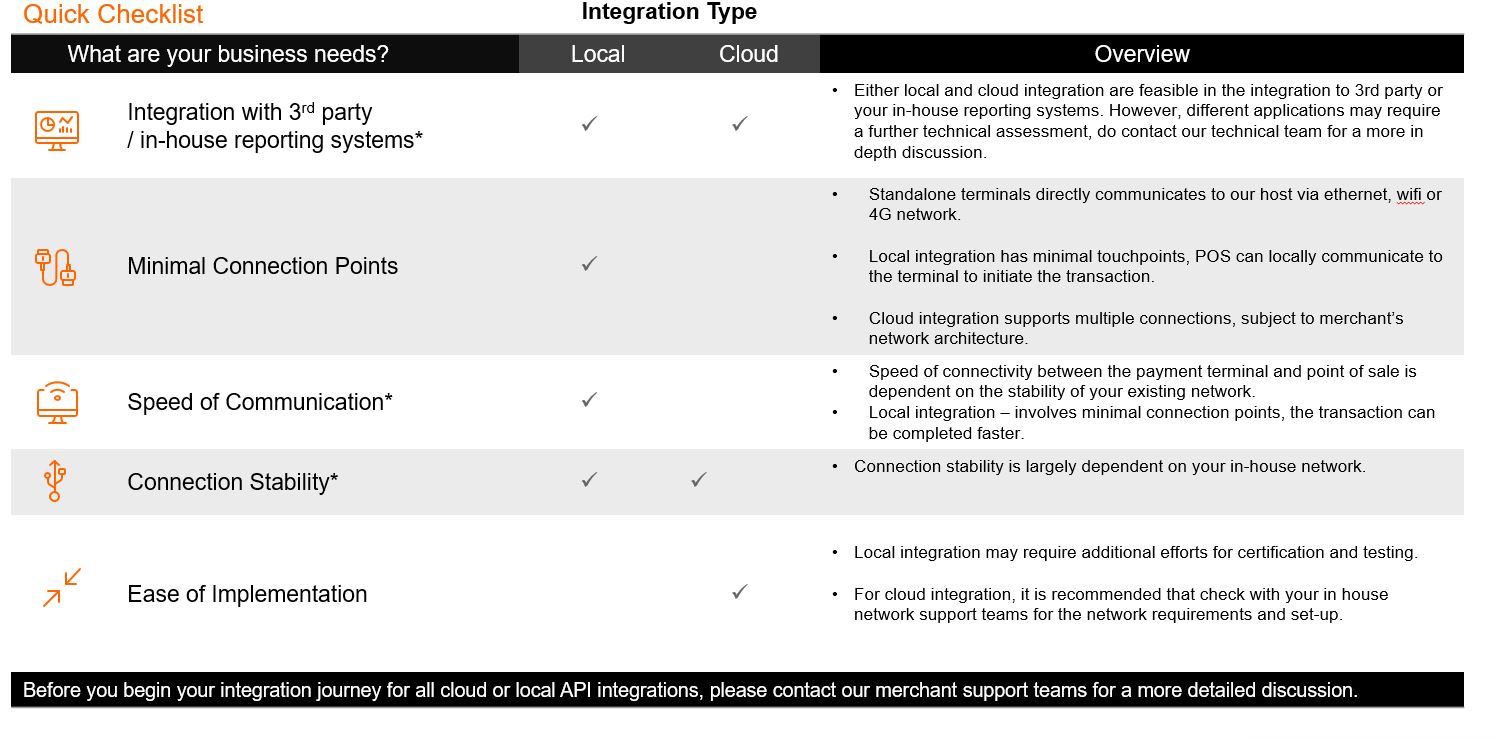 Quick Checklist
Integration Type
What are your business needs?
Local
Cloud
Overview
Integration with 3rd party
/ in-house reporting systems*
✓
✓
• Either local and cloud integration are feasible in the integration to 3rd party or
your in-house reporting systems. However, different applications may require
a further technical assessment, do contact our technical team for a more in
depth discussion.
Minimal Connection Points
✓
• Standalone terminals directly communicates to our host via ethernet, wifi or
4G network.
• Local integration has minimal touchpoints, POS can locally communicate to
the terminal to initiate the transaction.
• Cloud integration supports multiple connections, subject to merchant’s
network architecture.
Speed of Communication*
✓
• Speed of connectivity between the payment terminal and point of sale is
dependent on the stability of your existing network.
• Local integration – involves minimal connection points, the transaction can
be completed faster.
Connection Stability*
✓
✓
• Connection stability is largely dependent on your in-house network.
Ease of Implementation
✓
• Local integration may require additional efforts for certification and testing.
• For cloud integration, it is recommended that check with your in house
network support teams for the network requirements and set-up.
Before you begin your integration journey for all cloud or local API integrations, please contact our merchant support teams for a more detailed discussion.